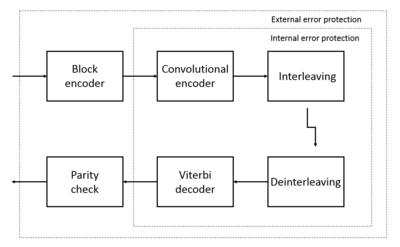 External error protection
Internal error protection
Block
encoder
Convolutional
encoder
Interleaving
Parity
check
Viterbi
decoder
Deinterleaving